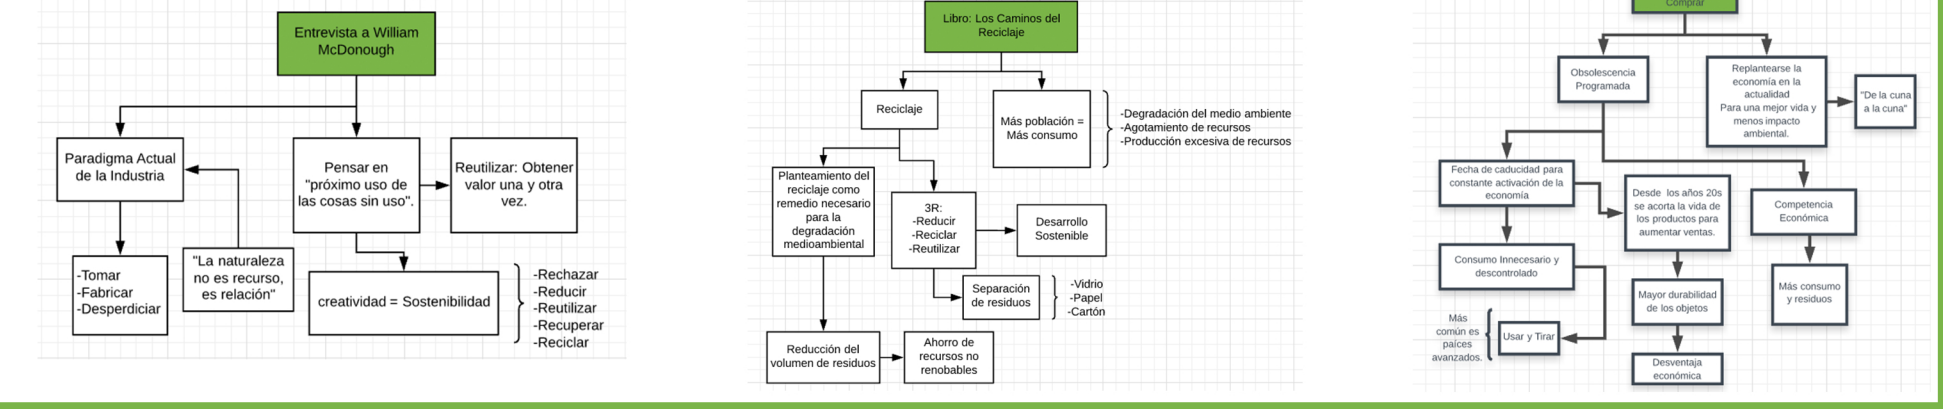 Entrevista a William
McDonough
Paradigma Actual
de la Industria
Pensar en
"próximo uso de
las cosas sin uso".
Reutilizar: Obtener
valor una y otra
vez.
-Tomar
-Fabricar
-Desperdiciar
"La naturaleza
no es recurso,
es relación"
creatividad = Sostenibilidad
-Rechazar
-Reducir
-Reutilizar
-Recuperar
-Reciclar
Libro: Los Caminos del
Reciclaje
Reciclaje
Más población =
Más consumo
-Degradación del medio ambiente
-Agotamiento de recursos
-Producción excesiva de recursos
Planteamiento del
reciclaje como
remedio necesario
para la
degradación
medioambiental
3R:
-Reducir
-Reciclar
-Reutilizar
Desarrollo
Sostenible
Separación
de residuos
-Vidrio
-Papel
-Cartón
Reducción del
volumen de residuos
Ahorro de
recursos no
renobables
Comprar
Obsolescencia
Programada
Replantearse la
economía en la
actualidad
Para una mejor vida y
menos impacto
ambiental.
"De la cuna
a la cuna"
Fecha de caducidad para
constante activación de la
economía
Desde los años 20s
se acorta la vida de
los productos para
aumentar ventas.
Competencia
Económica
Consumo Innecesario y
descontrolado
Mayor durabilidad
de los objetos
Más consumo
y residuos
Más
común es
países
avanzados.
Usar y Tirar
Desventaja
económica